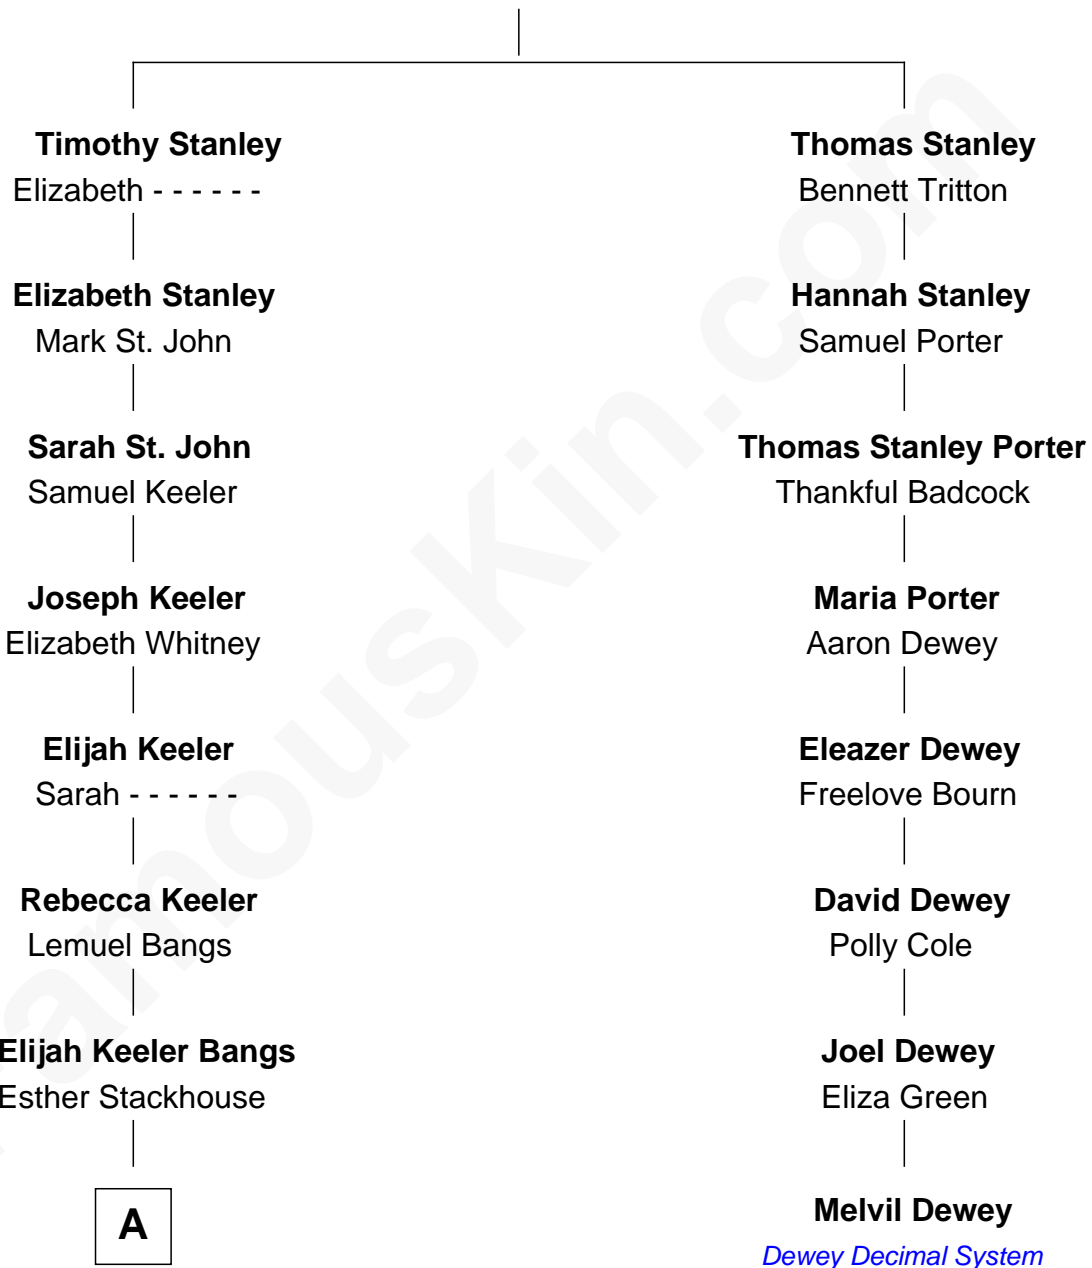 Timothy Stanley
Elizabeth - - - - - -
Thomas Stanley
Bennett Tritton
Elizabeth Stanley
Mark St. John
Hannah Stanley
Samuel Porter
Sarah St. John
Samuel Keeler
Thomas Stanley Porter
Thankful Badcock
Joseph Keeler
Elizabeth Whitney
Maria Porter
Aaron Dewey
Elijah Keeler
Sarah - - - - - -
Eleazer Dewey
Freelove Bourn
Rebecca Keeler
Lemuel Bangs
David Dewey
Polly Cole
Elijah Keeler Bangs
Esther Stackhouse
Joel Dewey
Eliza Green
A
Melvil Dewey
Dewey Decimal System
FamousKin.com